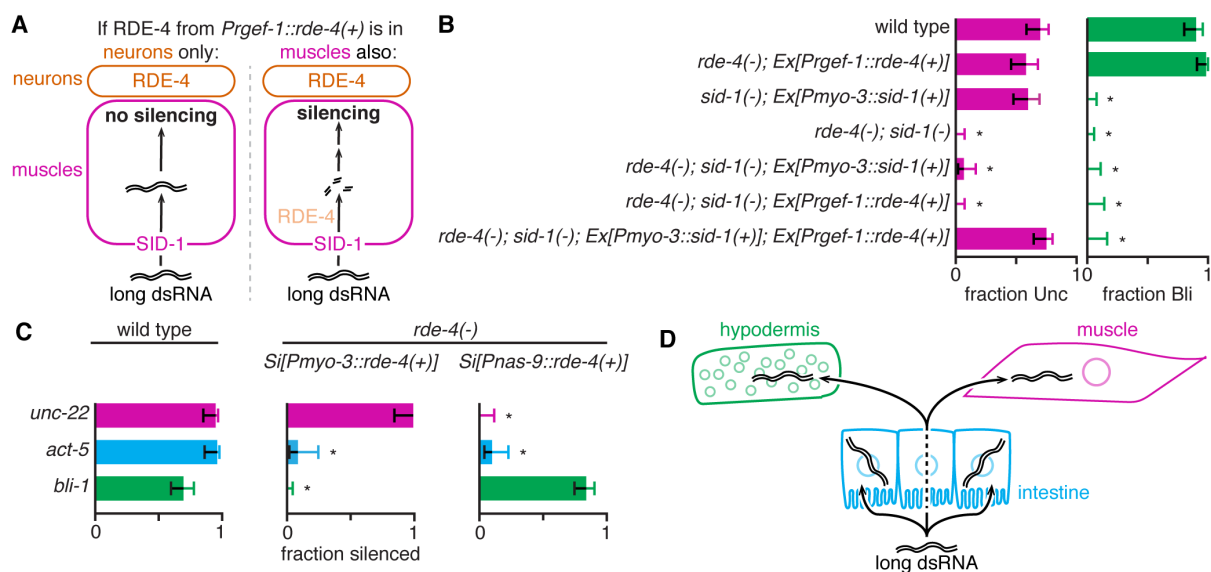 A
If RDE-4 from Prgef-1::rde-4(+) is in
neurons only:
muscles also:
neurons
RDE-4
RDE-4
no silencing
silencing
muscles
RDE-4
SID-1
SID-1
long dsRNA
long dsRNA
B
wild type
rde-4(-); Ex[Prgef-1::rde-4(+)]
sid-1(-); Ex[Pmyo-3::sid-1(+)]
*
rde-4(-); sid-1(-)
*
*
rde-4(-); sid-1(-); Ex[Pmyo-3::sid-1(+)]
*
*
rde-4(-); sid-1(-); Ex[Prgef-1::rde-4(+)]
*
*
rde-4(-); sid-1(-); Ex[Pmyo-3::sid-1(+)]; Ex[Prgef-1::rde-4(+)]
*
0
1
0
1
fraction Unc
fraction Bli
C
wild type
rde-4(-)
Si[Pmyo-3::rde-4(+)]
Si[Pnas-9::rde-4(+)]
unc-22
*
act-5
*
*
bli-1
*
0
1
0
1
0
1
fraction silenced
D
hypodermis
muscle
intestine
long dsRNA